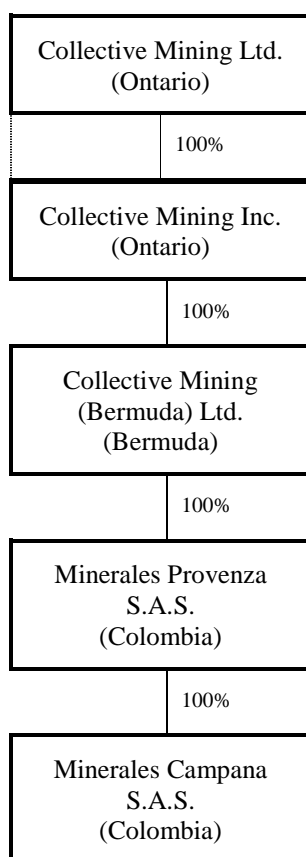 Collective Mining Ltd.
(Ontario)
100%
Collective Mining Inc.
(Ontario)
100%
Collective Mining
(Bermuda) Ltd.
(Bermuda)
100%
Minerales Provenza
S.A.S.
(Colombia)
100%
Minerales Campana
S.A.S.
(Colombia)